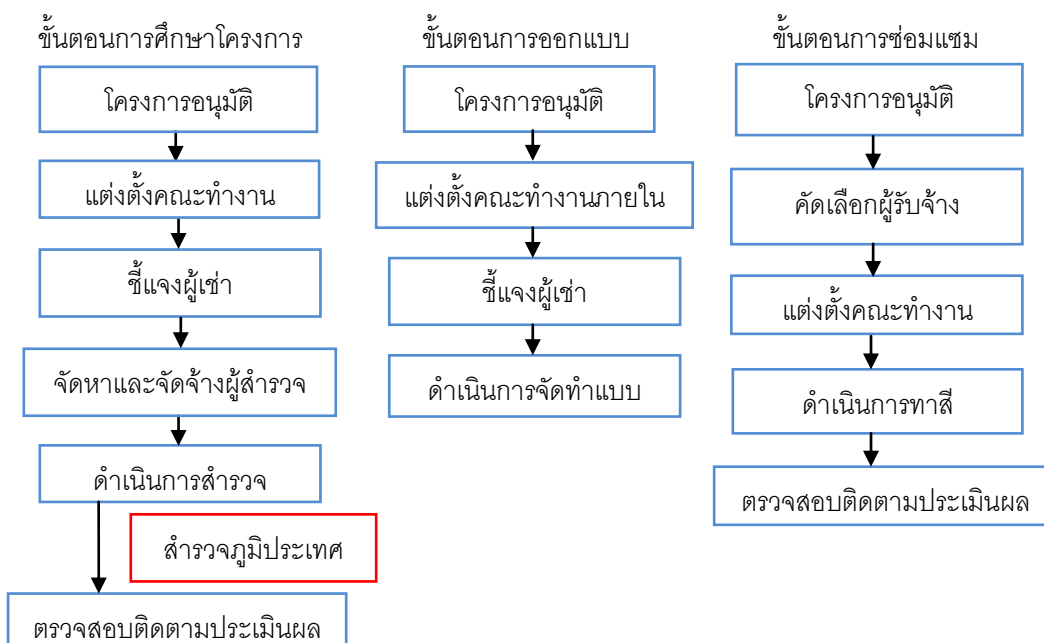 ขั้นตอนการศึกษาโครงการ
โครงการอนุมัติ
แต่งตั้งคณะทำงาน
ชี้แจงผู้เช่า
จัดหาและจัดจ้างผู้สำรวจ
ดำเนินการสำรวจ
สำรวจภูมิประเทศ
ตรวจสอบติดตามประเมินผล
ขั้นตอนการออกแบบ
โครงการอนุมัติ
แต่งตั้งคณะทำงานภายใน
ชี้แจงผู้เช่า
ดำเนินการจัดทำแบบ
ขั้นตอนการซ่อมแซม
โครงการอนุมัติ
คัดเลือกผู้รับจ้าง
แต่งตั้งคณะทำงาน
ดำเนินการทาสี
ตรวจสอบติดตามประเมินผล